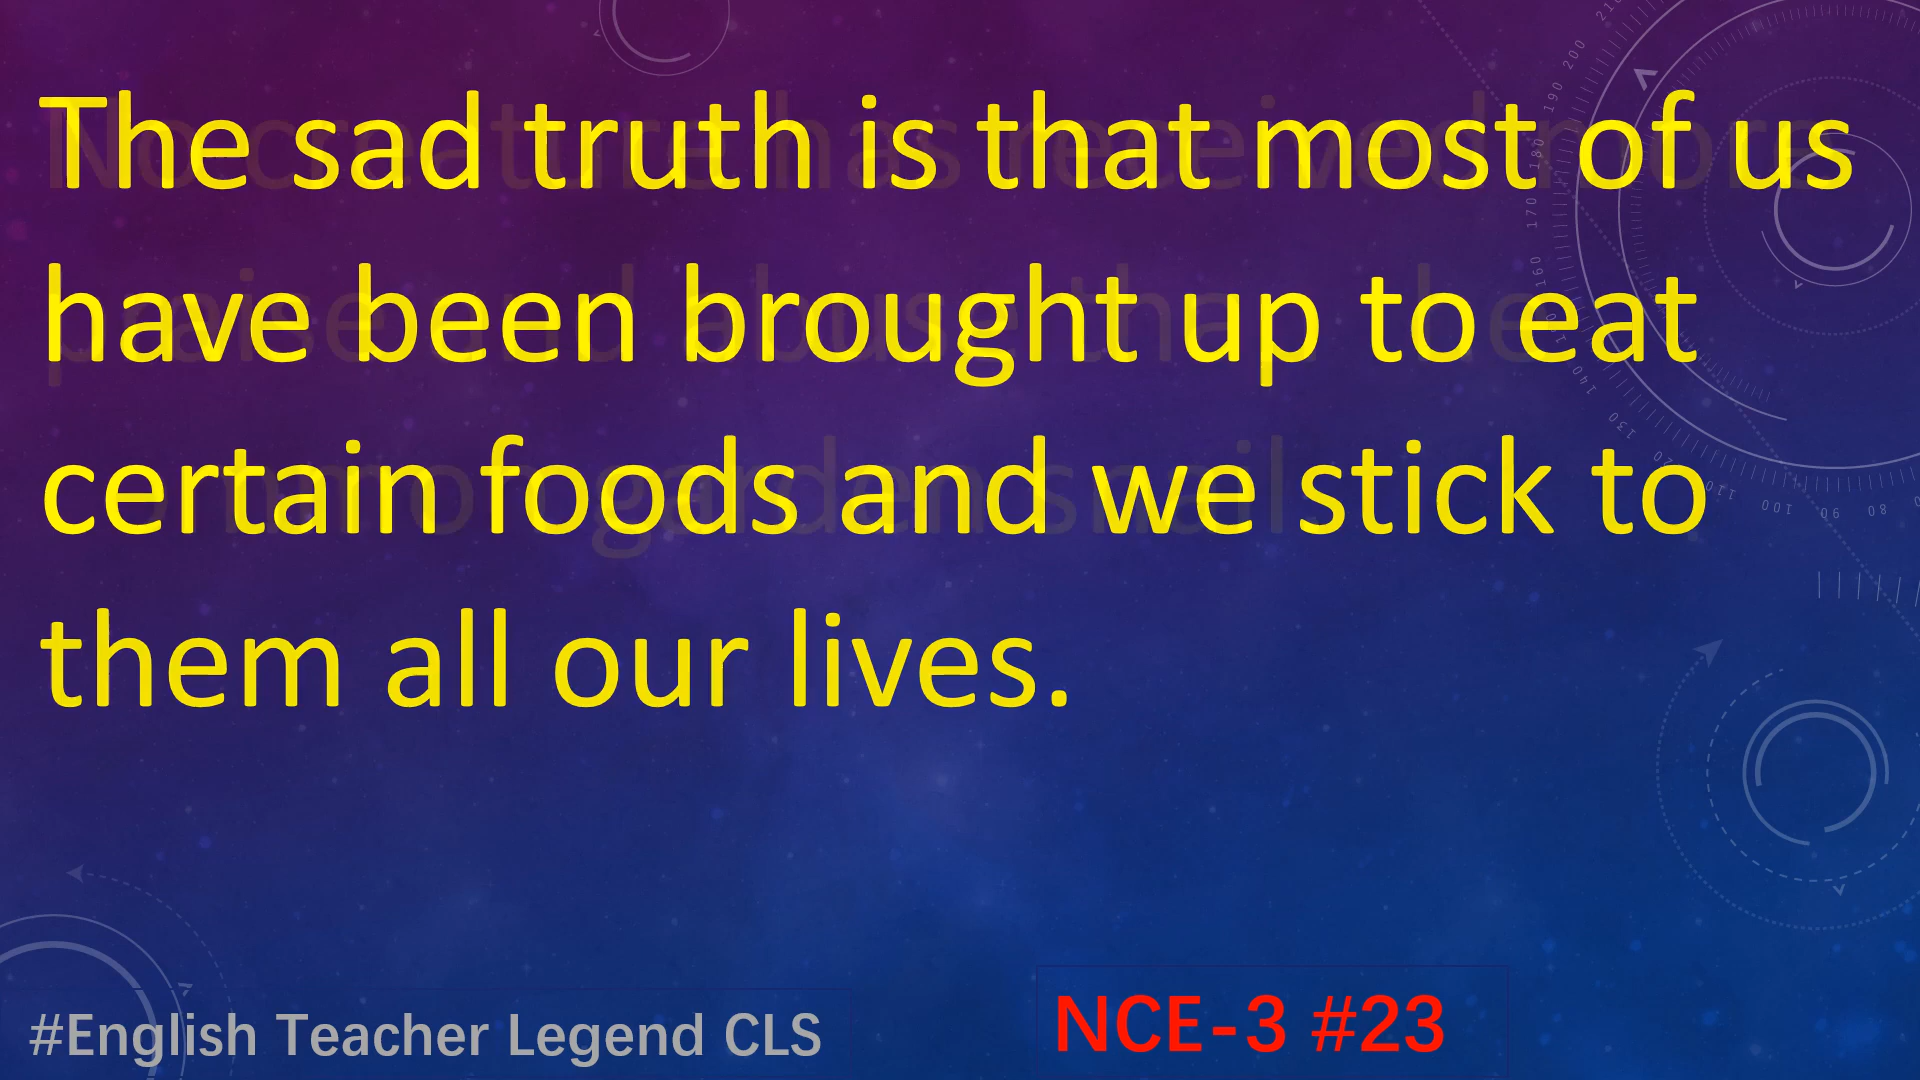 The sad truth is that most of us
have been brought up to eat
certain foods and we stick to
them all our lives.
#English Teacher Legend CLS
NCE-3 #23